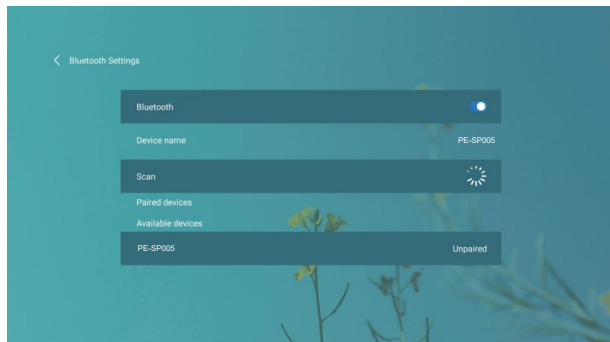 Bluetooth Settings
Bluetooth
Device name PE-SP005
Scan
Paired devices
Available devices
PE-SP005 Unpaired